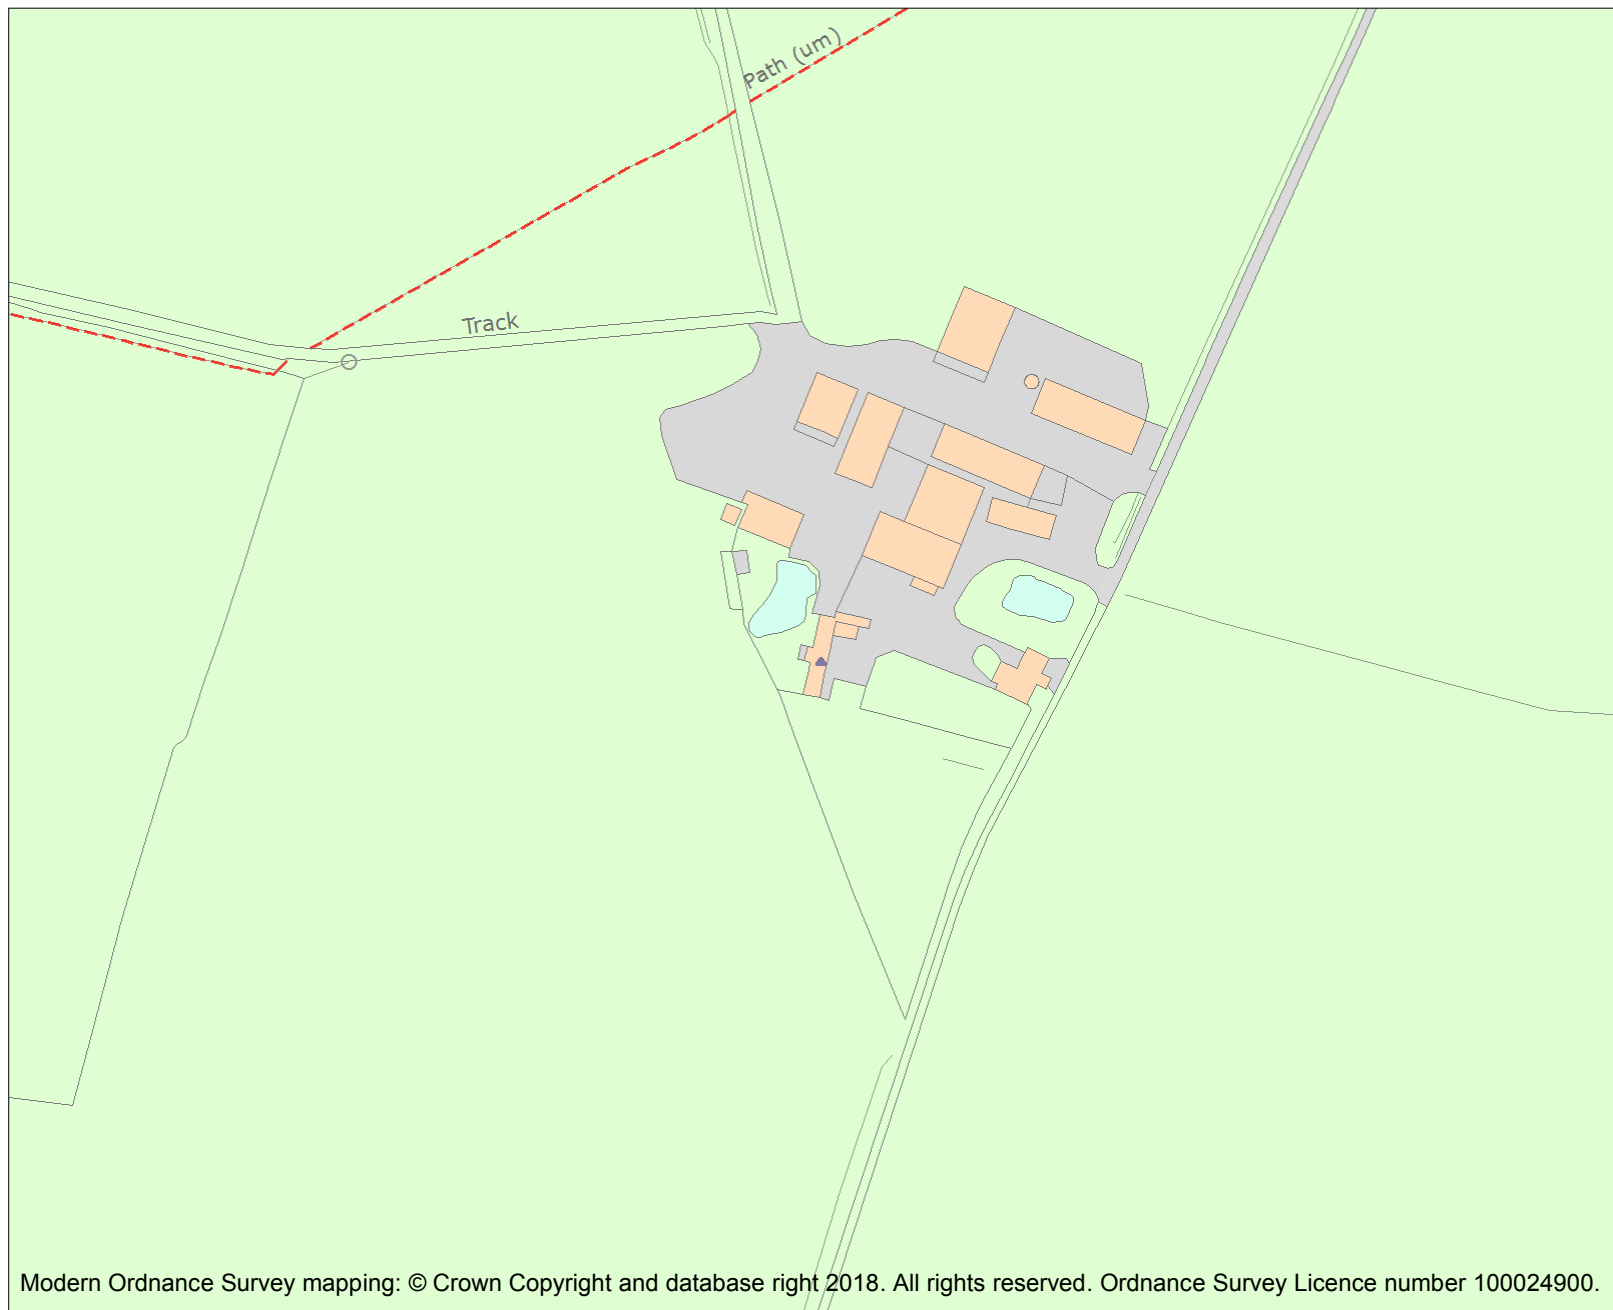 Path (um)
Track
Modern Ordnance Survey mapping: © Crown Copyright and database right 2018. All rights reserved. Ordnance Survey Licence number 100024900.